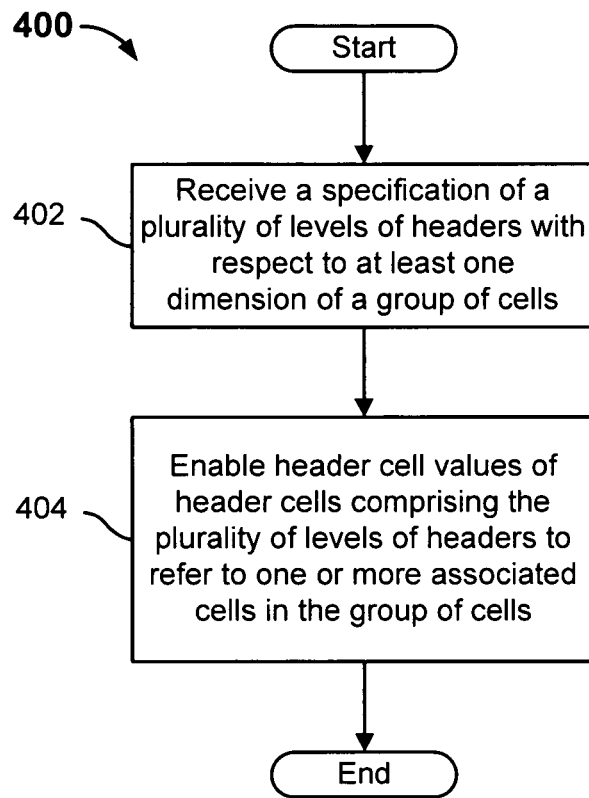 400
Start
402
Receive a specification of a
plurality of levels of headers with
respect to at least one
dimension of a group of cells
404
Enable header cell values of
header cells comprising the
plurality of levels of headers to
refer to one or more associated
cells in the group of cells
End